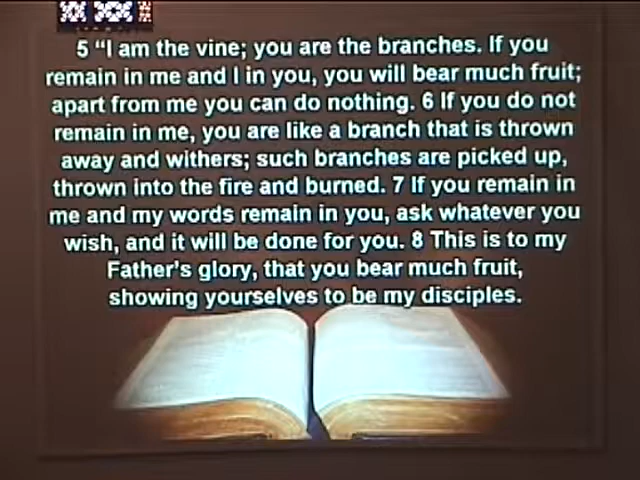 5 “I am the vine; you are the branches. If you
remain in me and I in you, you will bear much fruit;
apart from me you can do nothing. 6 If you do not
remain in me, you are like a branch that is thrown
away and withers; such branches are picked up,
thrown into the fire and burned. 7 If you remain in
me and my words remain in you, ask whatever you
wish, and it will be done for you. 8 This is to my
Father’s glory, that you bear much fruit,
showing yourselves to be my disciples.